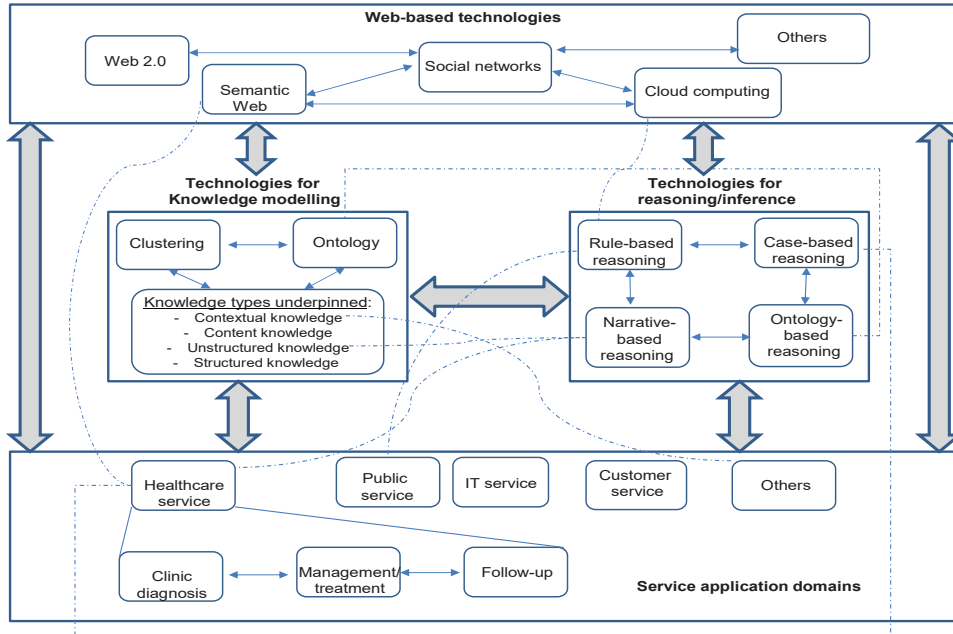 Web-based technologies
Web 2.0
Social networks
Others
Semantic
Web
Cloud computing
Technologies for
Knowledge modelling
Technologies for
reasoning/inference
Clustering
Ontology
Knowledge types underpinned:
- Contextual knowledge
- Content knowledge
- Unstructured knowledge
- Structured knowledge
Rule-based
reasoning
Case-based
reasoning
Narrative-
based
reasoning
Ontology-
based
reasoning
Healthcare
service
Public
service
IT service
Customer
service
Others
Clinic
diagnosis
Management/
treatment
Follow-up
Service application domains